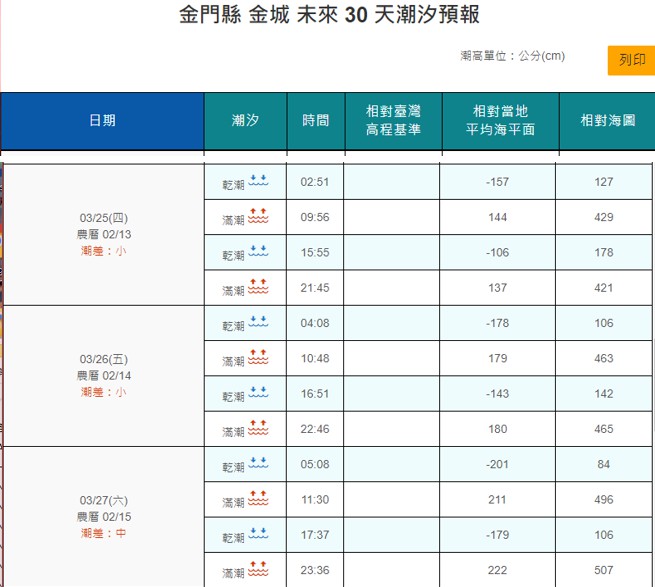 金門縣 金城 未來 30 天潮汐預報
潮高單位：公分(cm)
列印
日期 潮汐 時間 相對臺灣高程基準 相對當地平均海平面 相對海圖
03/25(四)
農曆 02/13
潮差：小
乾潮 02:51 -157 127
滿潮 09:56 144 429
乾潮 15:55 -106 178
滿潮 21:45 137 421
03/26(五)
農曆 02/14
潮差：小
乾潮 04:08 -178 106
滿潮 10:48 179 463
乾潮 16:51 -143 142
滿潮 22:46 180 465
03/27(六)
農曆 02/15
潮差：中
乾潮 05:08 -201 84
滿潮 11:30 211 496
乾潮 17:37 -179 106
滿潮 23:36 222 507